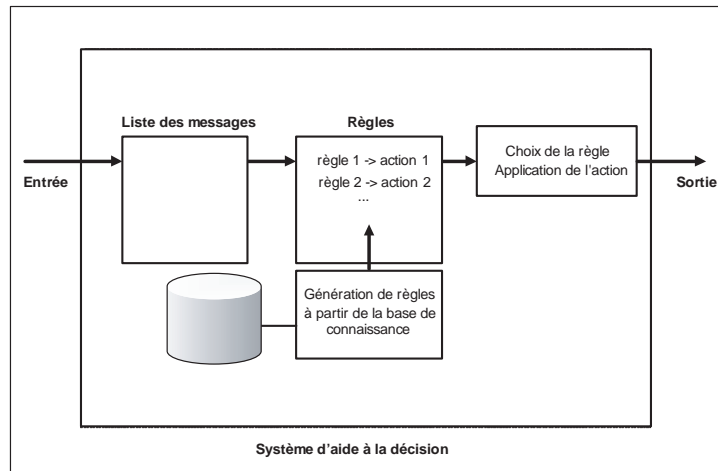 Liste des messages
Règles
Entrée
règle 1 -> action 1
règle 2 -> action 2
...
Choix de la règle
Application de l'action
Sortie
Génération de règles
à partir de la base de
connaissance
Système d'aide à la décision